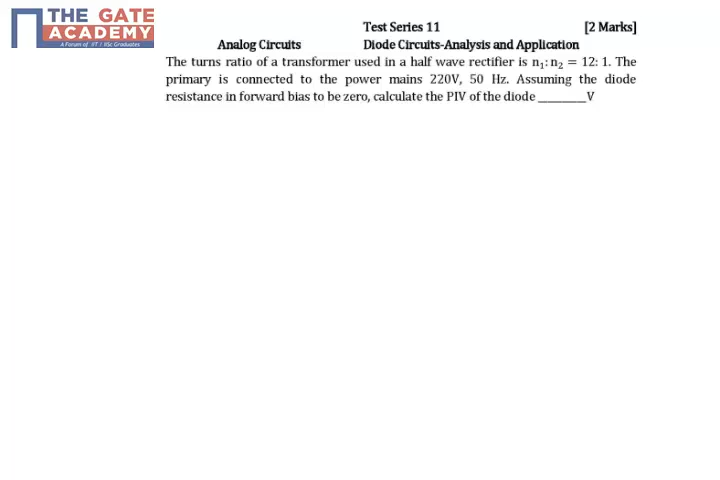 THE GATE
ACADEMY
A Forum of IIT / IISc Graduates
Test Series 11 [2 Marks]
Analog Circuits Diode Circuits-Analysis and Application
The turns ratio of a transformer used in a half wave rectifier is n₁: n₂ = 12: 1. The
primary is connected to the power mains 220V, 50 Hz. Assuming the diode
resistance in forward bias to be zero, calculate the PIV of the diode __________V